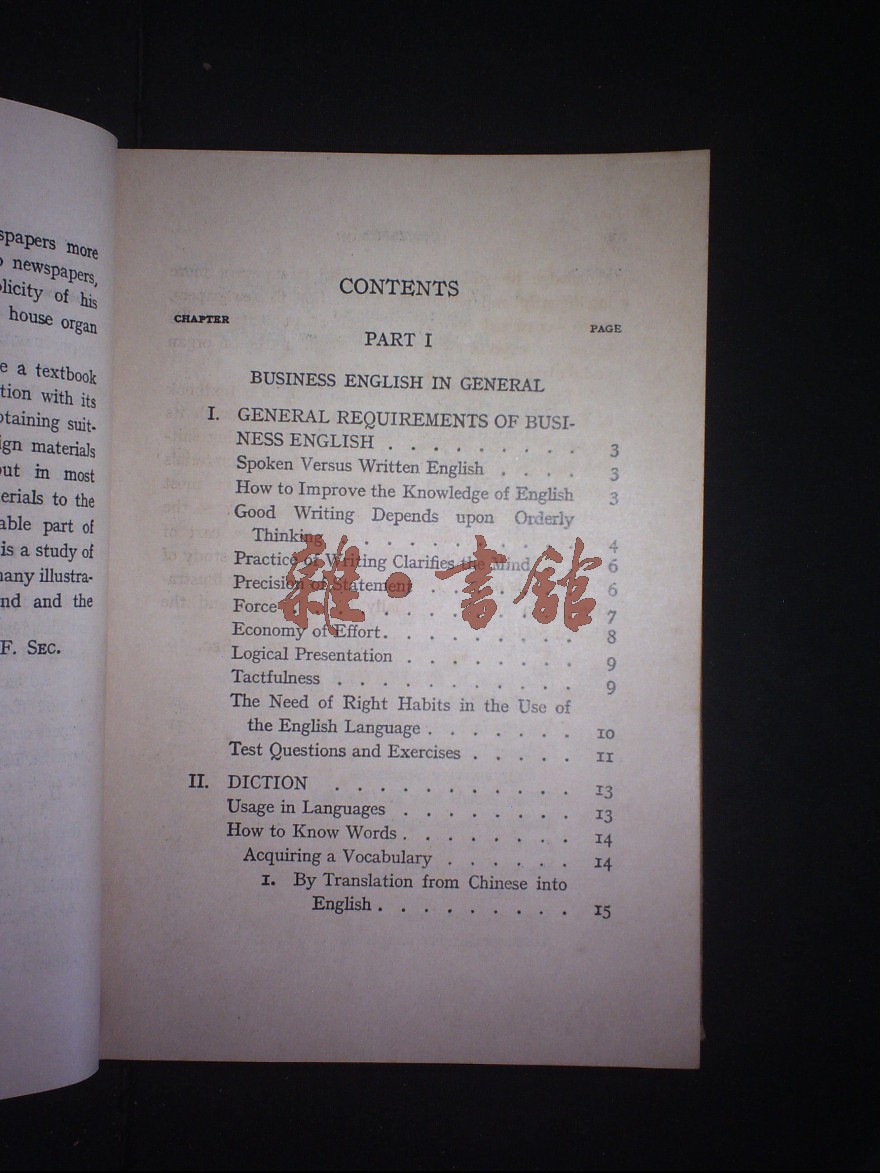 spapers more
newspapers,
licity of his
house organ
e a textbook
tion with its
otaining suit-
ign materials
out in most
erials to the
able part of
is a study of
many illustra-
nd and the
F. SEC.
CONTENTS
CHAPTER PAGE
PART I
BUSINESS ENGLISH IN GENERAL
I. GENERAL REQUIREMENTS OF BUSI-
NESS ENGLISH . . . . . . . . . 3
Spoken Versus Written English . . . . 3
How to Improve the Knowledge of English 3
Good Writing Depends upon Orderly
Thinking . . . . . . . . . . . 4
Practice of Writing Clarifies the Mind . . 6
Precision of Statement . . . . . . . 6
Force . . . . . . . . . . . . . 7
Economy of Effort . . . . . . . . . 8
Logical Presentation . . . . . . . . 9
Tactfulness . . . . . . . . . . . 9
The Need of Right Habits in the Use of
the English Language . . . . . . . 10
Test Questions and Exercises . . . . . 11
II. DICTION . . . . . . . . . . . 13
Usage in Languages . . . . . . . . 13
How to Know Words . . . . . . . . 14
Acquiring a Vocabulary . . . . . . 14
1. By Translation from Chinese into
English . . . . . . . . . 15
雜·書館